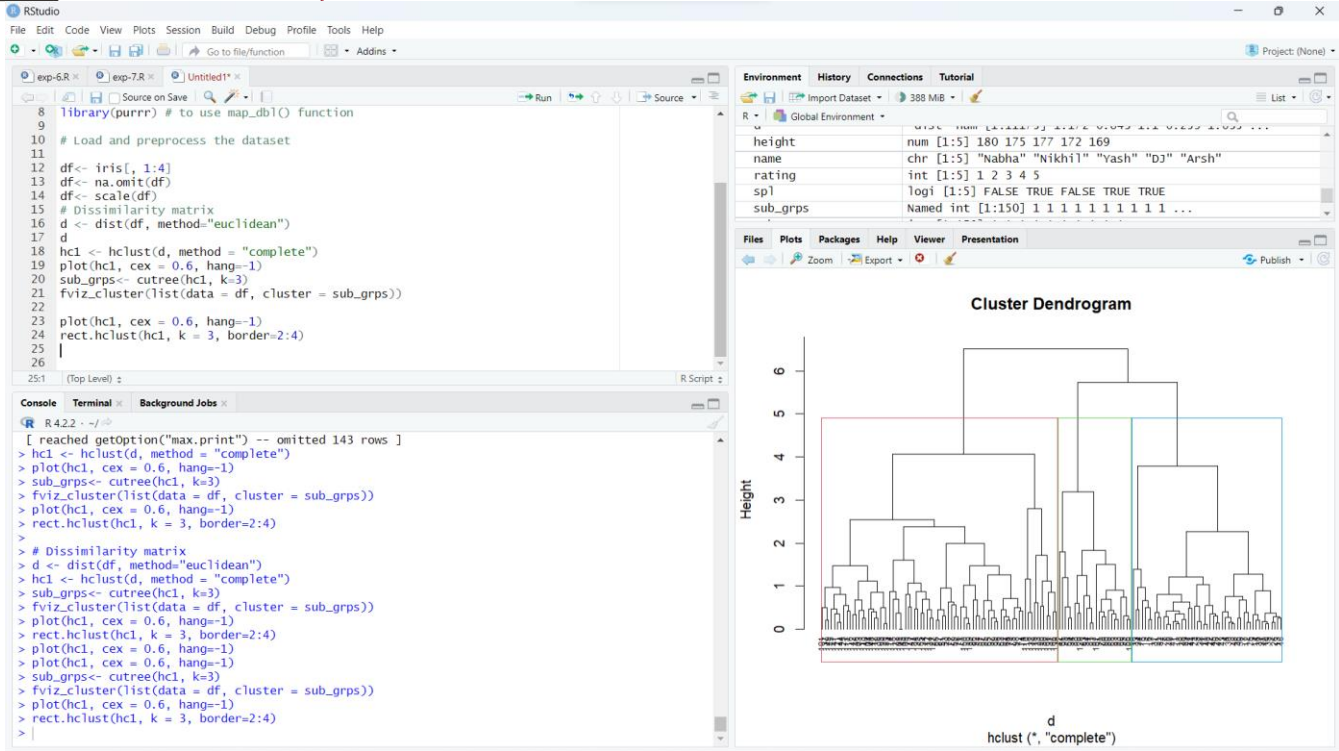 RStudio
File Edit Code View Plots Session Build Debug Profile Tools Help
Go to file/function Addins Project: (None)
exp-6.R exp-7.R Untitled1*
Source on Save Run Source
8 library(purrr) # to use map_dbl() function
9
10 # Load and preprocess the dataset
11
12 df<- iris[, 1:4]
13 df<- na.omit(df)
14 df<- scale(df)
15 # Dissimilarity matrix
16 d <- dist(df, method="euclidean")
17 d
18 hc1 <- hclust(d, method = "complete")
19 plot(hc1, cex = 0.6, hang=-1)
20 sub_grps<- cutree(hc1, k=3)
21 fviz_cluster(list(data = df, cluster = sub_grps))
22
23 plot(hc1, cex = 0.6, hang=-1)
24 rect.hclust(hc1, k = 3, border=2:4)
25
26
25:1 (Top Level) R Script
Console Terminal Background Jobs
R 4.2.2 · ~/
[ reached getOption("max.print") -- omitted 143 rows ]
> hc1 <- hclust(d, method = "complete")
> plot(hc1, cex = 0.6, hang=-1)
> sub_grps<- cutree(hc1, k=3)
> fviz_cluster(list(data = df, cluster = sub_grps))
> plot(hc1, cex = 0.6, hang=-1)
> rect.hclust(hc1, k = 3, border=2:4)
>
> # Dissimilarity matrix
> d <- dist(df, method="euclidean")
> hc1 <- hclust(d, method = "complete")
> sub_grps<- cutree(hc1, k=3)
> fviz_cluster(list(data = df, cluster = sub_grps))
> plot(hc1, cex = 0.6, hang=-1)
> rect.hclust(hc1, k = 3, border=2:4)
> plot(hc1, cex = 0.6, hang=-1)
> plot(hc1, cex = 0.6, hang=-1)
> sub_grps<- cutree(hc1, k=3)
> fviz_cluster(list(data = df, cluster = sub_grps))
> plot(hc1, cex = 0.6, hang=-1)
> rect.hclust(hc1, k = 3, border=2:4)
>
Environment History Connections Tutorial
Import Dataset 388 MiB List
R Global Environment
height num [1:5] 180 175 177 172 169
name chr [1:5] "Nabha" "Nikhil" "Yash" "DJ" "Arsh"
rating int [1:5] 1 2 3 4 5
spl logi [1:5] FALSE TRUE FALSE TRUE TRUE
sub_grps Named int [1:150] 1 1 1 1 1 1 1 1 1 1 ...
Files Plots Packages Help Viewer Presentation
Zoom Export Publish
Cluster Dendrogram
Height
6
5
4
3
2
1
0
d
hclust (*, "complete")